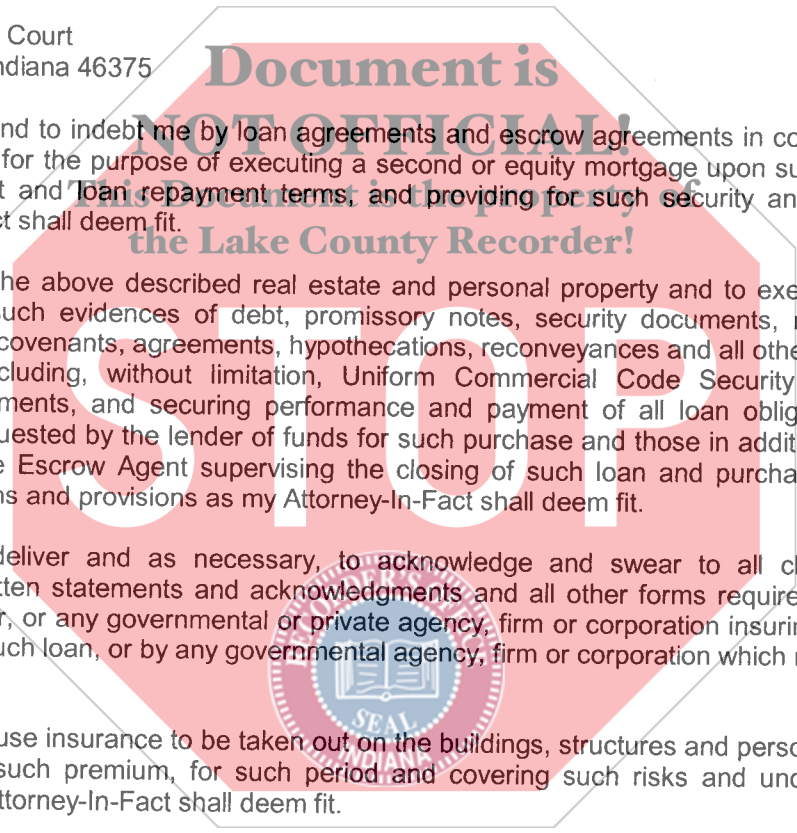 Court
ndiana 46375
Document is
NOT OFFICIAL!
This Document is the property of
the Lake County Recorder!
STOP
nd to indebt me by loan agreements and escrow agreements in co
for the purpose of executing a second or equity mortgage upon su
t and loan repayment terms, and providing for such security an
ct shall deem fit.
he above described real estate and personal property and to exe
uch evidences of debt, promissory notes, security documents,
covenants, agreements, hypothecations, reconveyances and all othe
cluding, without limitation, Uniform Commercial Code Security
ments, and securing performance and payment of all loan oblig
uested by the lender of funds for such purchase and those in addit
e Escrow Agent supervising the closing of such loan and purcha
ns and provisions as my Attorney-In-Fact shall deem fit.
deliver and as necessary, to acknowledge and swear to all c
tten statements and acknowledgments and all other forms require
r, or any governmental or private agency, firm or corporation insurin
uch loan, or by any governmental agency, firm or corporation which
RECORDER'S
SEAL
INDIANA
use insurance to be taken out on the buildings, structures and perso
such premium, for such period and covering such risks and und
ttorney-In-Fact shall deem fit.